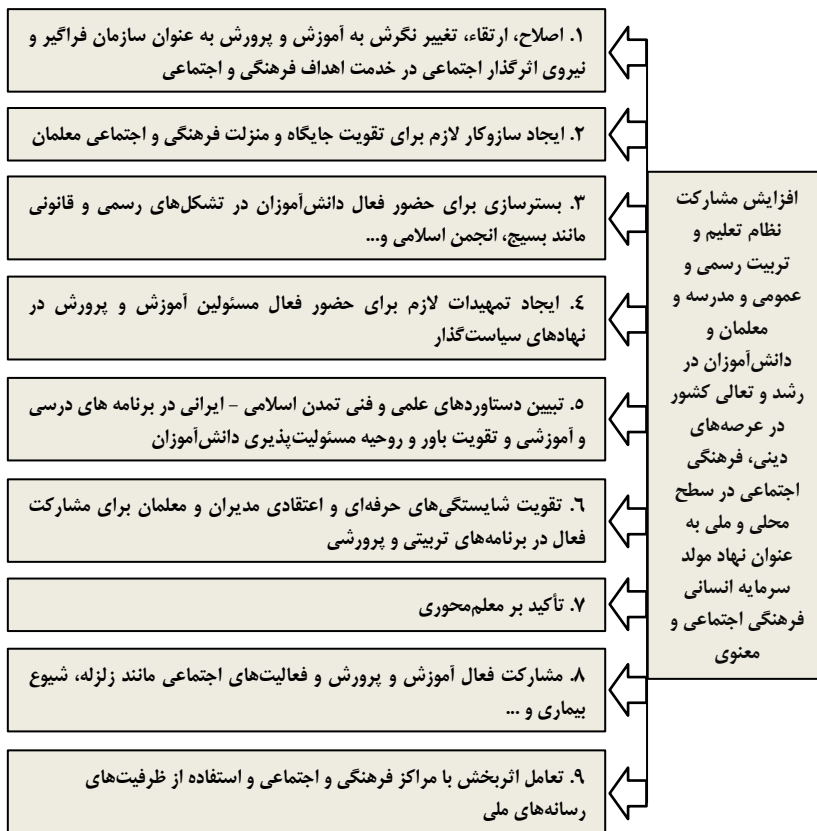 ۱. اصلاح، ارتقاء، تغییر نگرش به آموزش و پرورش به عنوان سازمان فراگیر و
نیروی اثرگذار اجتماعی در خدمت اهداف فرهنگی و اجتماعی
۲. ایجاد سازوکار لازم برای تقویت جایگاه و منزلت فرهنگی و اجتماعی معلمان
۳. بسترسازی برای حضور فعال دانش‌آموزان در تشکل‌های رسمی و قانونی
مانند بسیج، انجمن اسلامی و...
٤. ایجاد تمهیدات لازم برای حضور فعال مسئولین آموزش و پرورش در
نهادهای سیاست‌گذار
٥. تبیین دستاوردهای علمی و فنی تمدن اسلامی – ایرانی در برنامه های درسی
و آموزشی و تقویت باور و روحیه مسئولیت‌پذیری دانش‌آموزان
٦. تقویت شایستگی‌های حرفه‌ای و اعتقادی مدیران و معلمان برای مشارکت
فعال در برنامه‌های تربیتی و پرورشی
۷. تأکید بر معلم‌محوری
۸. مشارکت فعال آموزش و پرورش و فعالیت‌های اجتماعی مانند زلزله، شیوع
بیماری و ...
۹. تعامل اثربخش با مراکز فرهنگی و اجتماعی و استفاده از ظرفیت‌های
رسانه‌های ملی
افزایش مشارکت
نظام تعلیم و
تربیت رسمی و
عمومی و مدرسه و
معلمان و
دانش‌آموزان در
رشد و تعالی کشور
در عرصه‌های
دینی، فرهنگی
اجتماعی در سطح
محلی و ملی به
عنوان نهاد مولد
سرمایه انسانی
فرهنگی اجتماعی و
معنوی